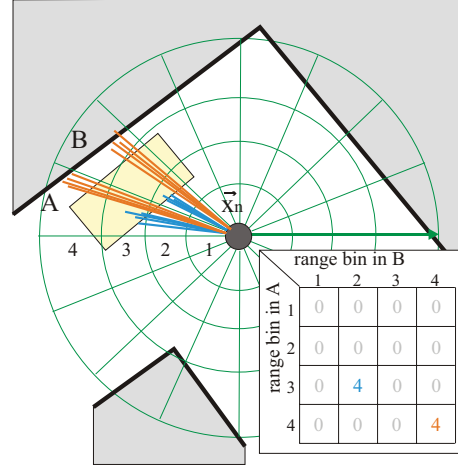 B
A
→Xn
4 3 2 1
range bin in B
1 2 3 4
range bin in A
1 0 0 0 0
2 0 0 0 0
3 0 4 0 0
4 0 0 0 4